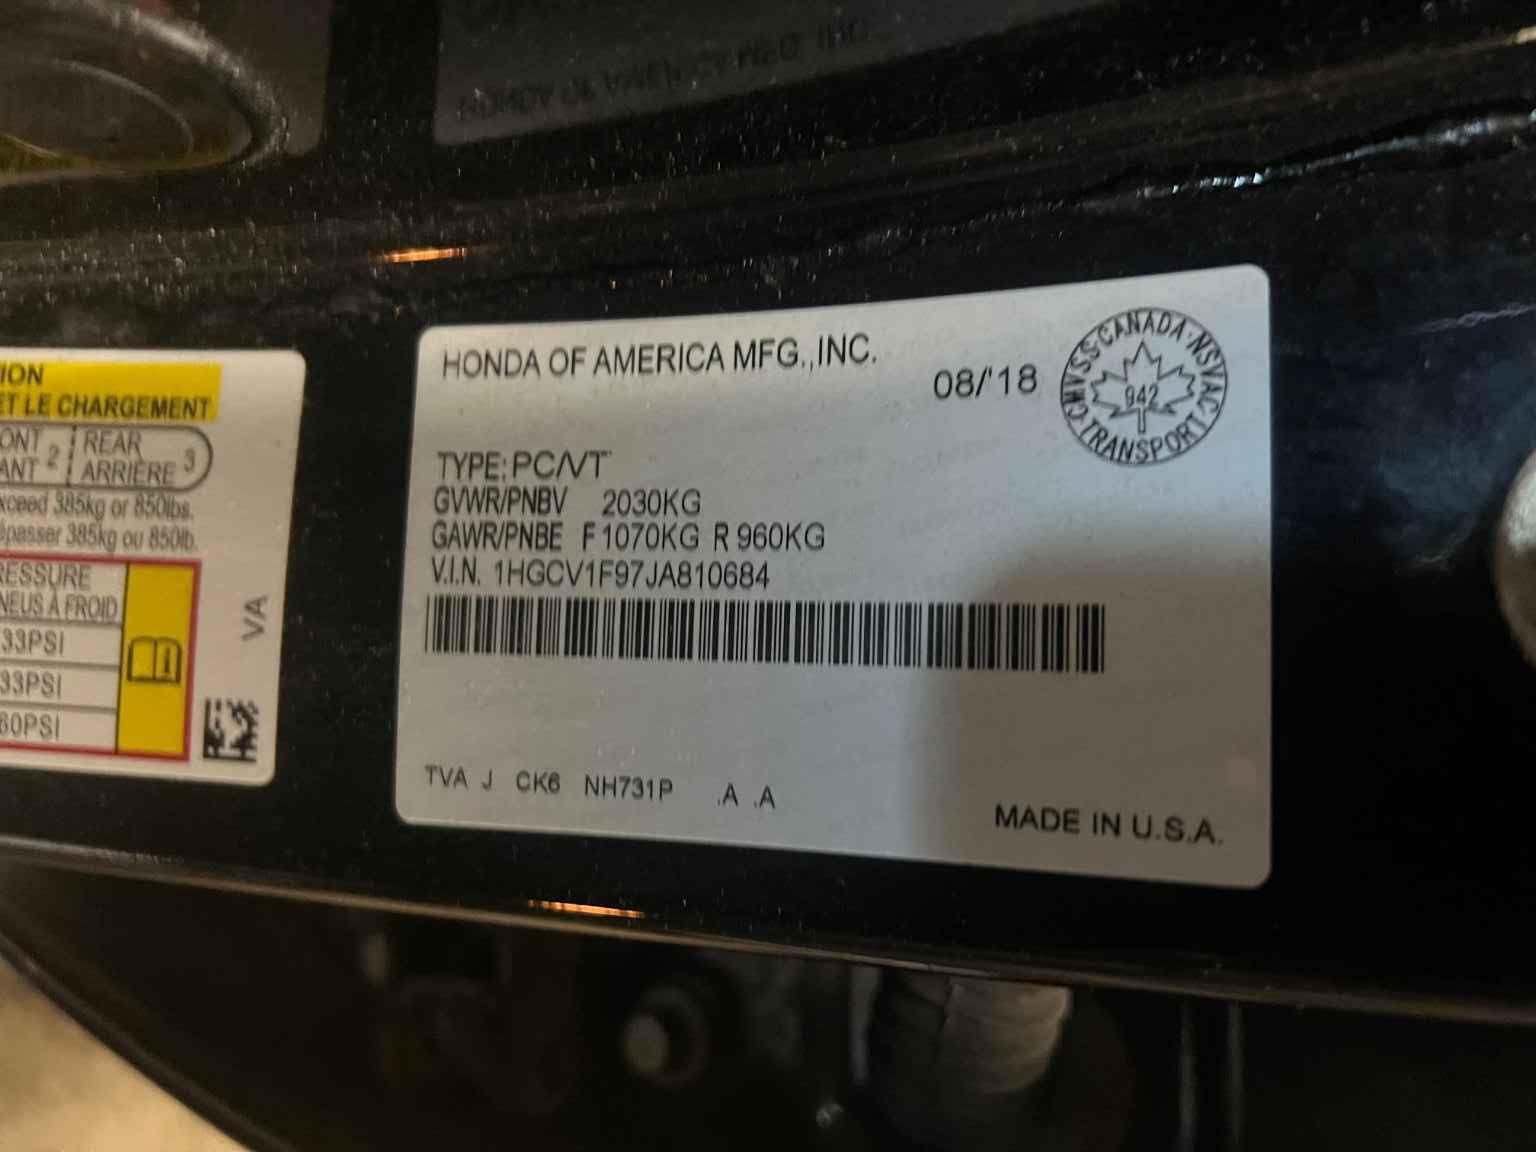 ION
ET LE CHARGEMENT
ONT 2 REAR 3
ANT ARRIÈRE
xceed 385kg or 850lbs.
épasser 385kg ou 850lb.
RESSURE
NEUS À FROID
33PSI
33PSI
60PSI
VA
HONDA OF AMERICA MFG.,INC.
08/'18
CMVSS·CANADA·NSVAC
942
TRANSPORT
TYPE:PC/VT
GVWR/PNBV 2030KG
GAWR/PNBE F1070KG R 960KG
V.I.N. 1HGCV1F97JA810684
TVA J CK6 NH731P .A .A
MADE IN U.S.A.